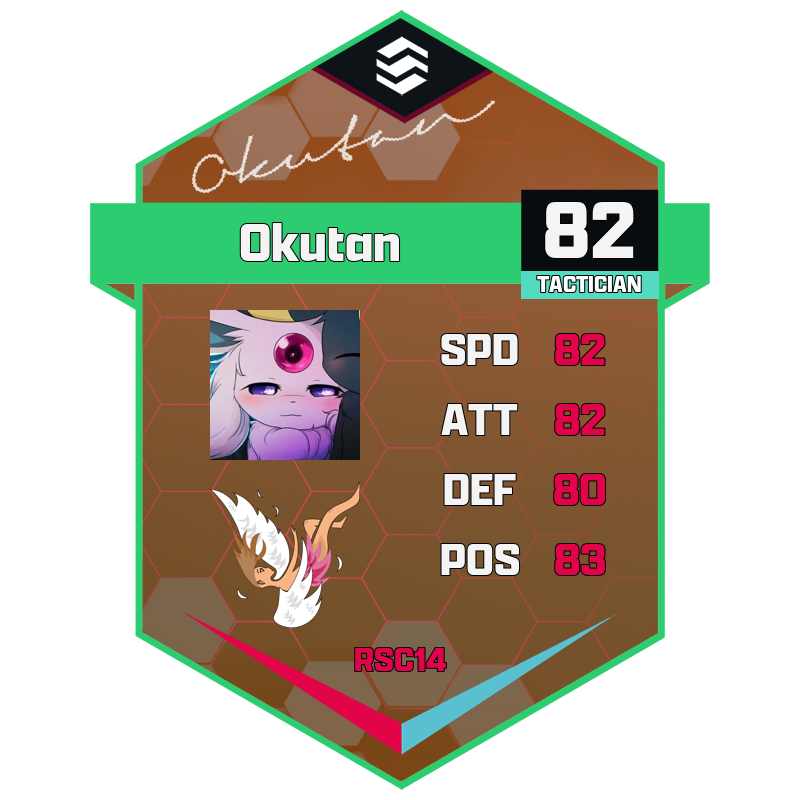 Okutan
Okutan
82
TACTICIAN
SPD 82
ATT 82
DEF 80
POS 83
RSC14